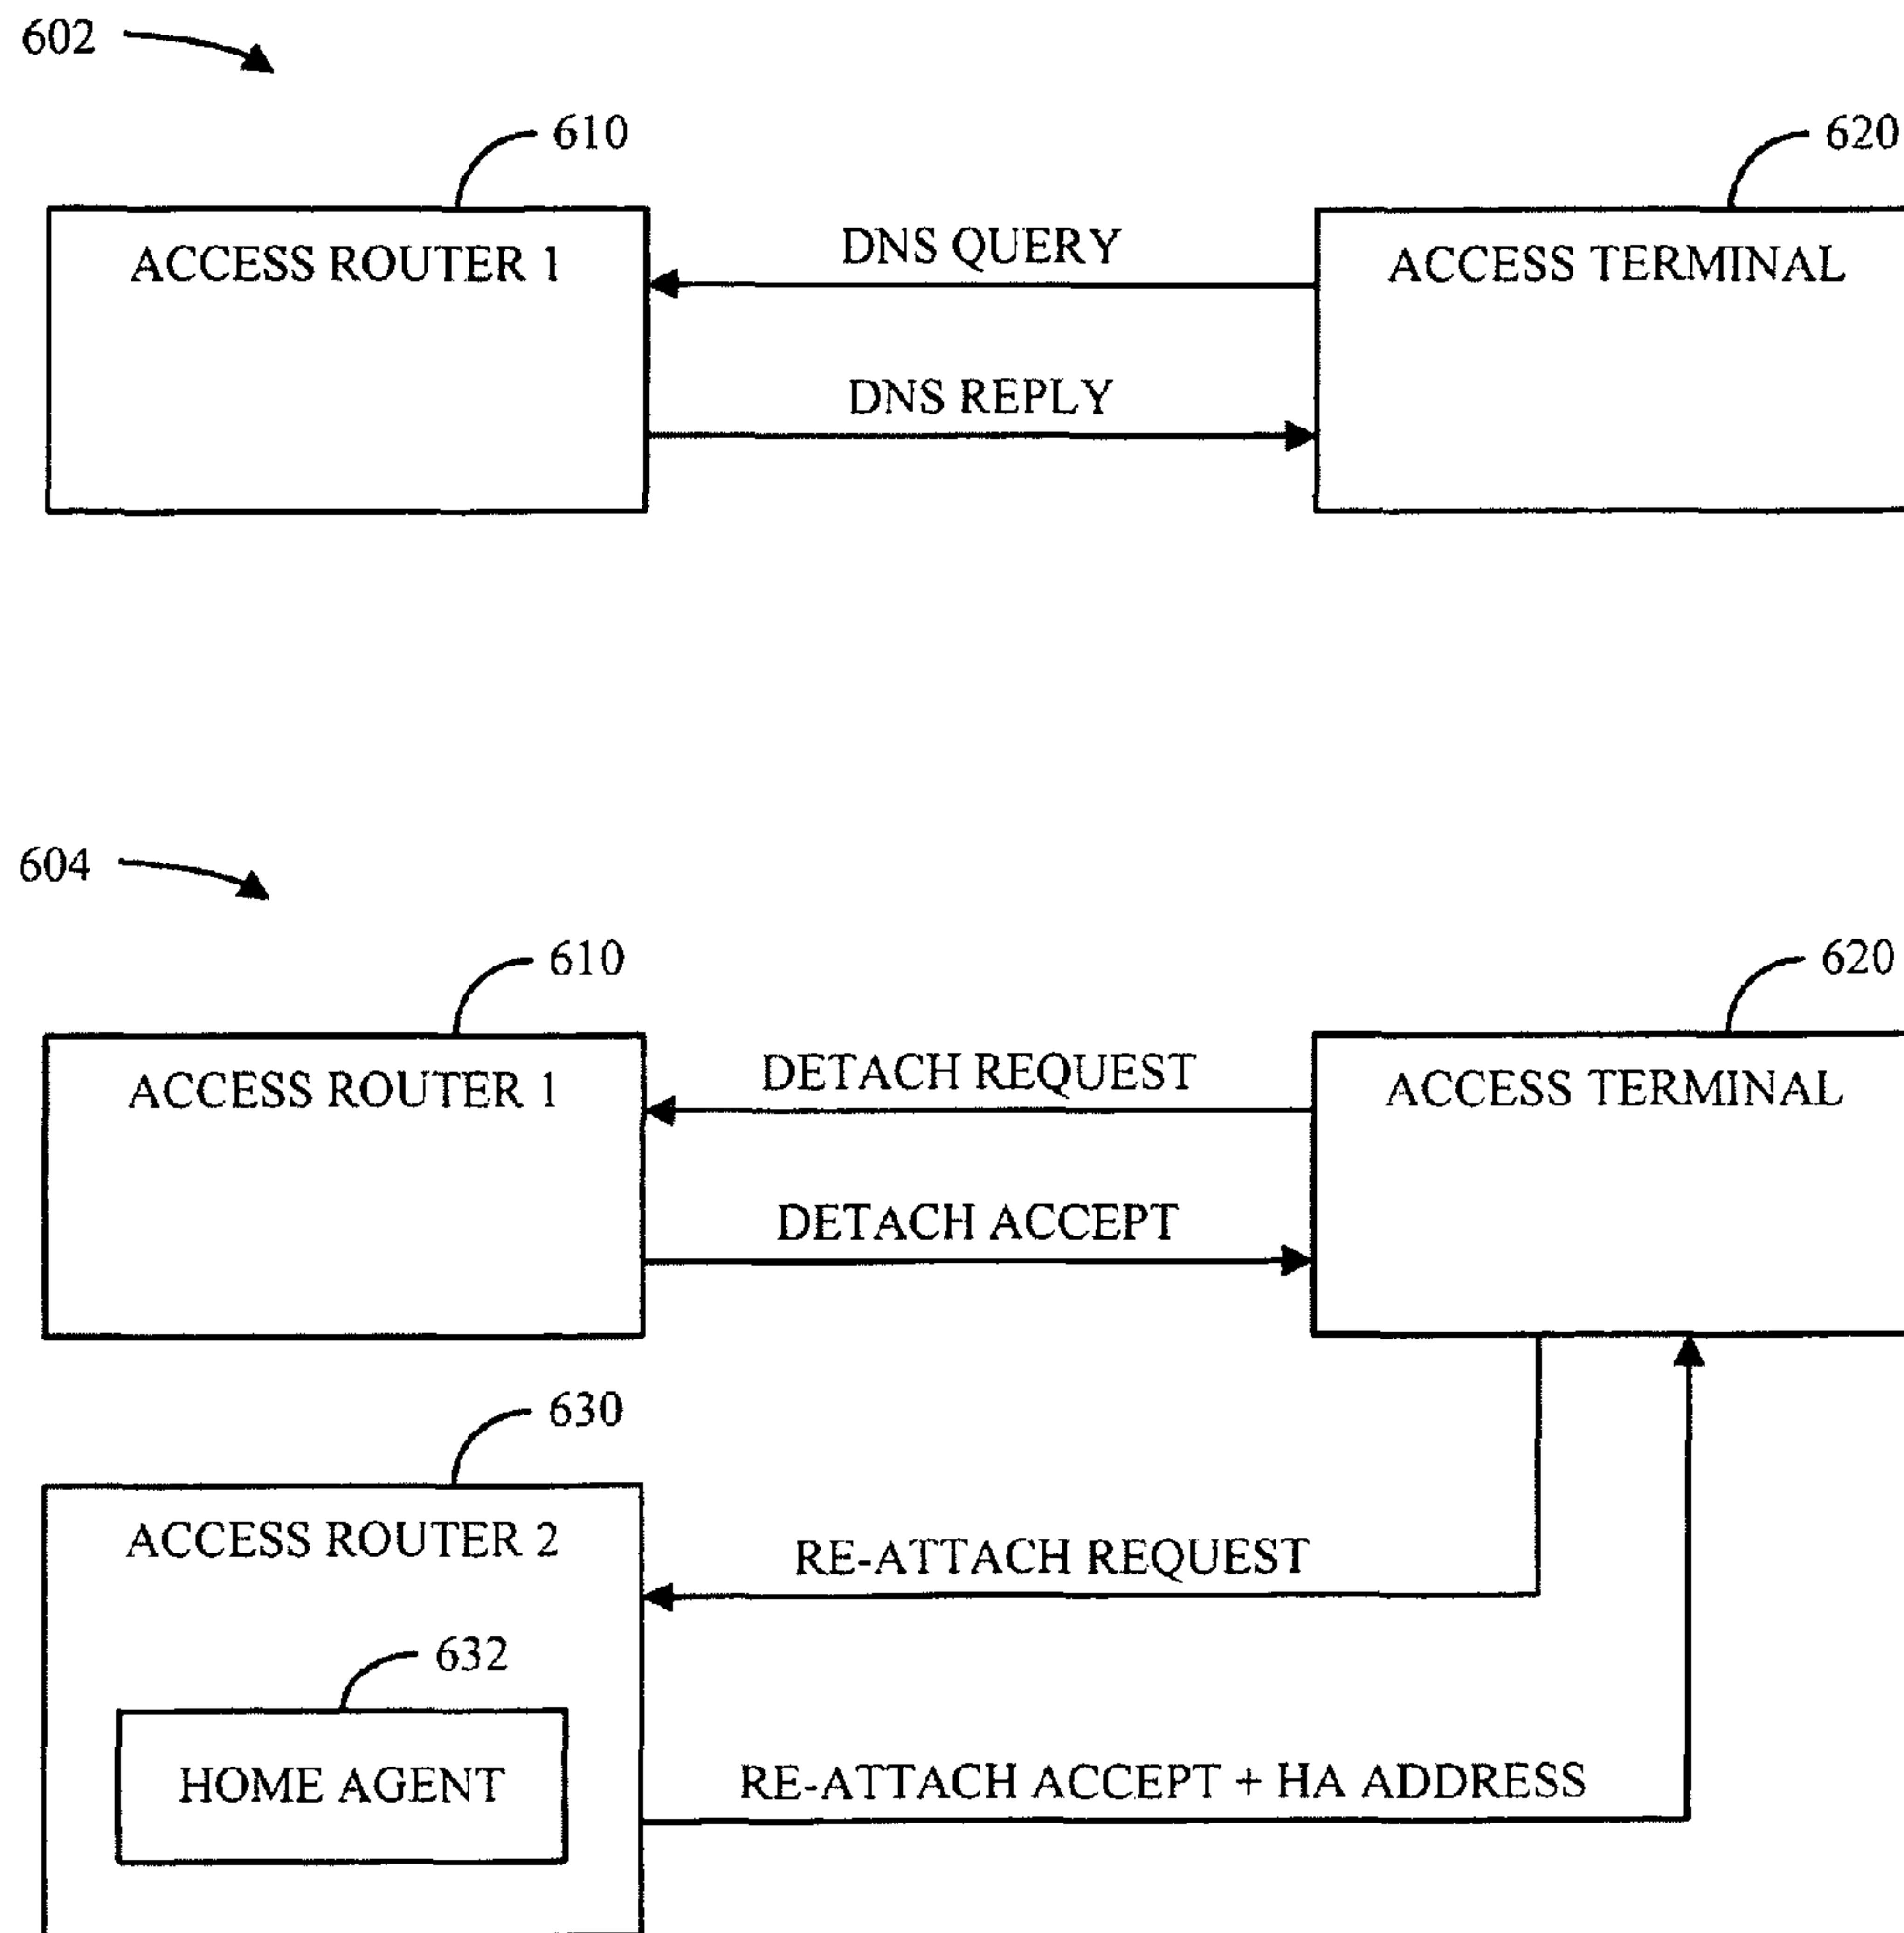 602
610
620
ACCESS ROUTER 1
DNS QUERY
ACCESS TERMINAL
DNS REPLY
604
610
620
ACCESS ROUTER 1
DETACH REQUEST
ACCESS TERMINAL
DETACH ACCEPT
630
ACCESS ROUTER 2
RE-ATTACH REQUEST
632
HOME AGENT
RE-ATTACH ACCEPT + HA ADDRESS